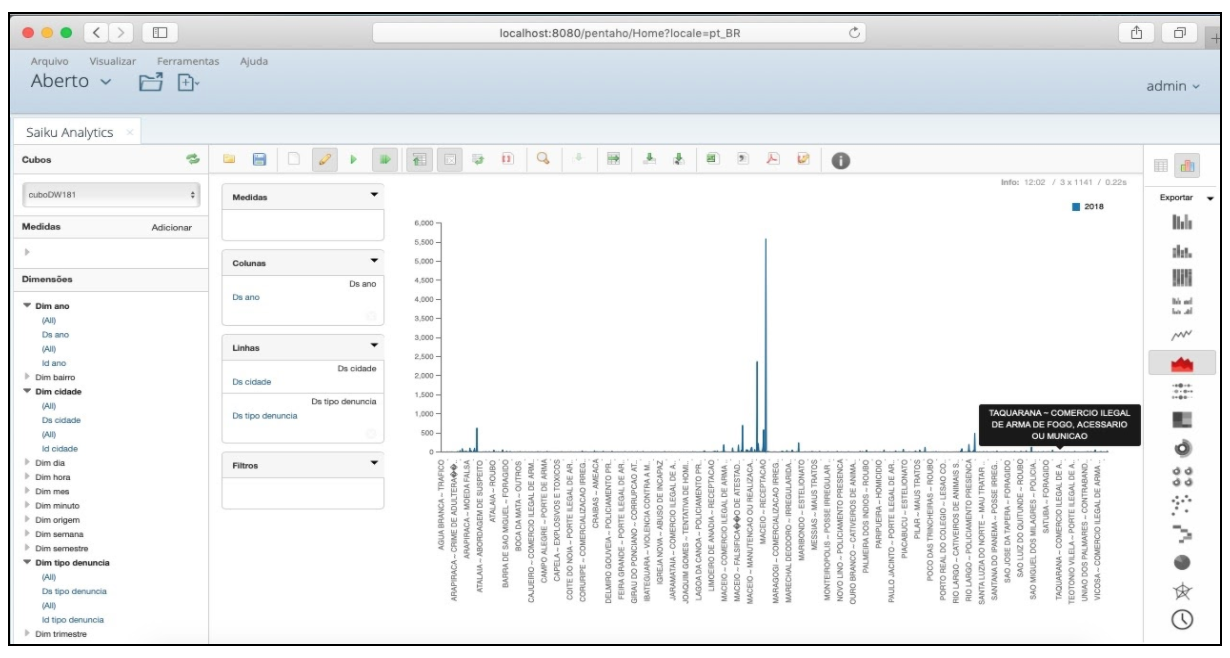 localhost:8080/pentaho/Home?locale=pt_BR
Arquivo Visualizar Ferramentas Ajuda
Aberto
admin
Saiku Analytics
Cubos
cuboDW181
Medidas Adicionar
Dimensões
Dim ano
(All)
Ds ano
(All)
Id ano
Dim bairro
Dim cidade
(All)
Ds cidade
(All)
Id cidade
Dim dia
Dim hora
Dim mes
Dim minuto
Dim origem
Dim semana
Dim semestre
Dim tipo denuncia
(All)
Ds tipo denuncia
(All)
Id tipo denuncia
Dim trimestre
Medidas
Colunas
Ds ano
Ds ano
Linhas
Ds cidade
Ds cidade
Ds tipo denuncia
Ds tipo denuncia
Filtros
Info: 12:02 / 3 x 1141 / 0.22s
2018
6,000
5,500
5,000
4,500
4,000
3,500
3,000
2,500
2,000
1,500
1,000
500
0
TAQUARANA ~ COMERCIO ILEGAL
DE ARMA DE FOGO, ACESSARIO
OU MUNICAO
AGUA BRANCA ~ TRAFICO
ARAPIRACA ~ CRIME DE ADULTERA��..
ARAPIRACA ~ MOEDA FALSA
ATALAIA ~ ABORDAGEM DE SUSPEITO
ATALAIA ~ ROUBO
BARRA DE SAO MIGUEL ~ FORAGIDO
BOCA DA MATA ~ OUTROS
CAJUEIRO ~ COMERCIO ILEGAL DE ARM..
CAMPO ALEGRE ~ PORTE DE ARMA
CAPELA ~ EXPLOSIVOS E TOXICOS
COITE DO NOIA ~ PORTE ILEGAL DE AR..
CORURIPE ~ COMERCIALIZACAO IRREG..
CRAIBAS ~ AMEACA
DELMIRO GOUVEIA ~ POLICIAMENTO PR..
FEIRA GRANDE ~ PORTE ILEGAL DE AR..
GIRAU DO PONCIANO ~ CORRUPCAO AT..
IBATEGUARA ~ VIOLENCIA CONTRA A M..
IGREJA NOVA ~ ABUSO DE INCAPAZ
JARAMATAIA ~ COMERCIO ILEGAL DE A..
JOAQUIM GOMES ~ TENTATIVA DE HOMI..
LAGOA DA CANOA ~ POLICIAMENTO PR..
LIMOEIRO DE ANADIA ~ RECEPTACAO
MACEIO ~ COMERCIO ILEGAL DE AR..
MACEIO ~ FALSIFICA��O DE ATESTAD..
MACEIO ~ MANUTENCAO OU REALIZACA..
MACEIO ~ RECEPTACAO
MARAGOGI ~ COMERCIALIZACAO IRREG..
MARECHAL DEODORO ~ IRREGULARIDA..
MARIBONDO ~ ESTELIONATO
MESSIAS ~ MAUS TRATOS
MONTEIROPOLIS ~ POSSE IRREGULAR..
NOVO LINO ~ POLICIAMENTO PRESENCA
OURO BRANCO ~ CATIVEIROS DE ANIMA..
PALMEIRA DOS INDIOS ~ ROUBO
PARIPUEIRA ~ HOMICIDIO
PAULO JACINTO ~ PORTE ILEGAL DE AR..
PIACABUCU ~ ESTELIONATO
PILAR ~ MAUS TRATOS
POCO DAS TRINCHEIRAS ~ ROUBO
PORTO REAL DO COLEGIO ~ LESAO CO..
RIO LARGO ~ CATIVEIROS DE ANIMAIS S..
RIO LARGO ~ POLICIAMENTO PRESENCA
SANTA LUZIA DO NORTE ~ MAU TRATAR ..
SANTANA DO IPANEMA ~ POSSE IRREG..
SAO JOSE DA TAPERA ~ FORAGIDO
SAO LUIZ DO QUITUNDE ~ ROUBO
SAO MIGUEL DOS MILAGRES ~ POLICIA..
SATUBA ~ FORAGIDO
TAQUARANA ~ COMERCIO ILEGAL DE A..
TEOTONIO VILELA ~ PORTE ILEGAL DE A..
UNIAO DOS PALMARES ~ CONTRABAND..
VICOSA ~ COMERCIO ILEGAL DE ARMA ..
Exportar